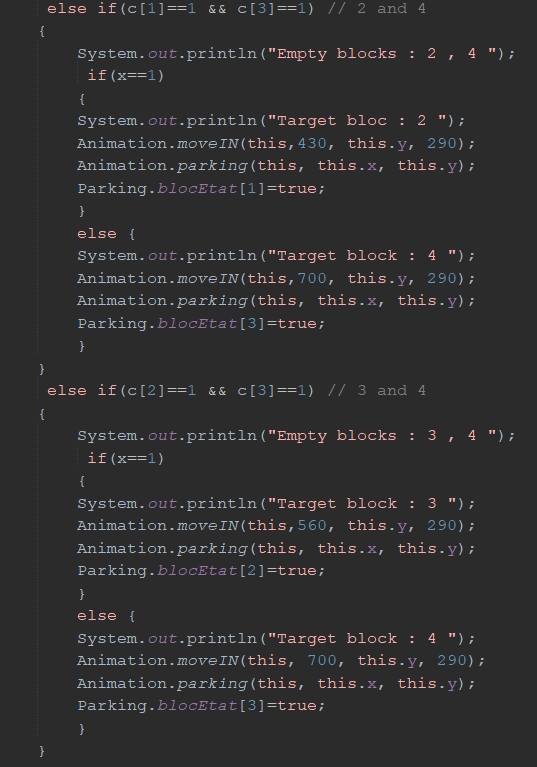 else if(c[1]==1 && c[3]==1) // 2 and 4
{
System.out.println("Empty blocks : 2 , 4 ");
if(x==1)
{
System.out.println("Target bloc : 2 ");
Animation.moveIN(this,430, this.y, 290);
Animation.parking(this, this.x, this.y);
Parking.blocEtat[1]=true;
}
else {
System.out.println("Target block : 4 ");
Animation.moveIN(this,700, this.y, 290);
Animation.parking(this, this.x, this.y);
Parking.blocEtat[3]=true;
}
}
else if(c[2]==1 && c[3]==1) // 3 and 4
{
System.out.println("Empty blocks : 3 , 4 ");
if(x==1)
{
System.out.println("Target block : 3 ");
Animation.moveIN(this,560, this.y, 290);
Animation.parking(this, this.x, this.y);
Parking.blocEtat[2]=true;
}
else {
System.out.println("Target block : 4 ");
Animation.moveIN(this, 700, this.y, 290);
Animation.parking(this, this.x, this.y);
Parking.blocEtat[3]=true;
}
}